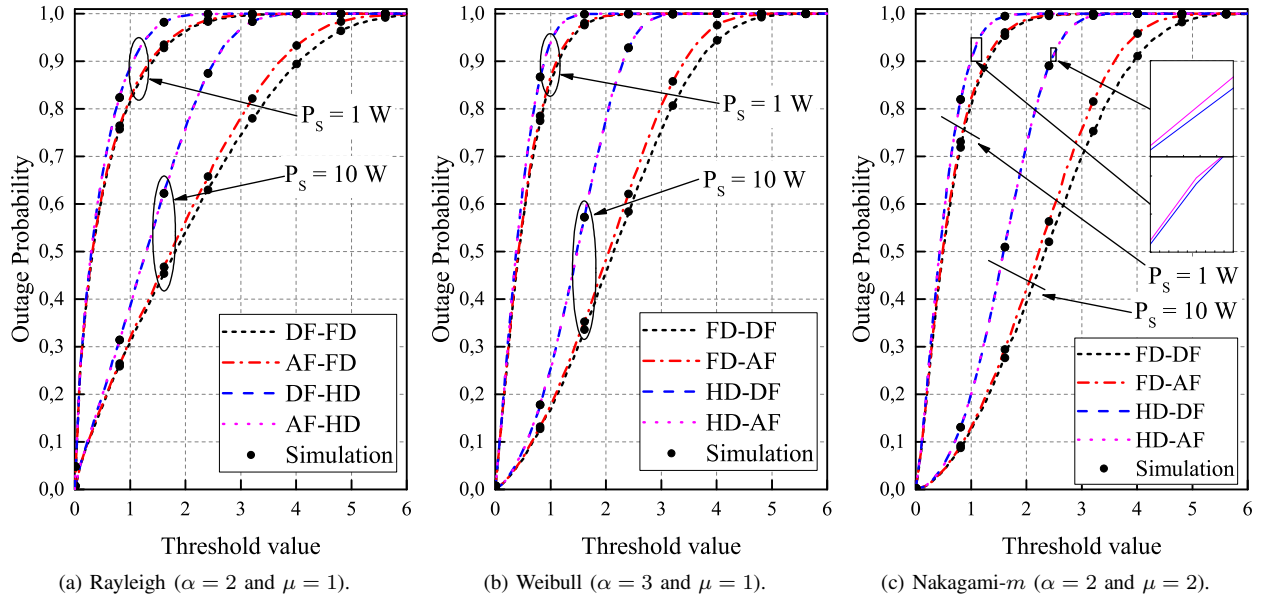 Outage Probability
1,0
0,9
0,8
0,7
0,6
0,5
0,4
0,3
0,2
0,1
0,0
0 1 2 3 4 5 6
P_S = 1 W
P_S = 10 W
DF-FD
AF-FD
DF-HD
AF-HD
Simulation
Threshold value
(a) Rayleigh (α = 2 and μ = 1).
Outage Probability
1,0
0,9
0,8
0,7
0,6
0,5
0,4
0,3
0,2
0,1
0,0
0 1 2 3 4 5 6
P_S = 1 W
P_S = 10 W
FD-DF
FD-AF
HD-DF
HD-AF
Simulation
Threshold value
(b) Weibull (α = 3 and μ = 1).
Outage Probability
1,0
0,9
0,8
0,7
0,6
0,5
0,4
0,3
0,2
0,1
0,0
0 1 2 3 4 5 6
P_S = 1 W
P_S = 10 W
FD-DF
FD-AF
HD-DF
HD-AF
Simulation
Threshold value
(c) Nakagami-m (α = 2 and μ = 2).